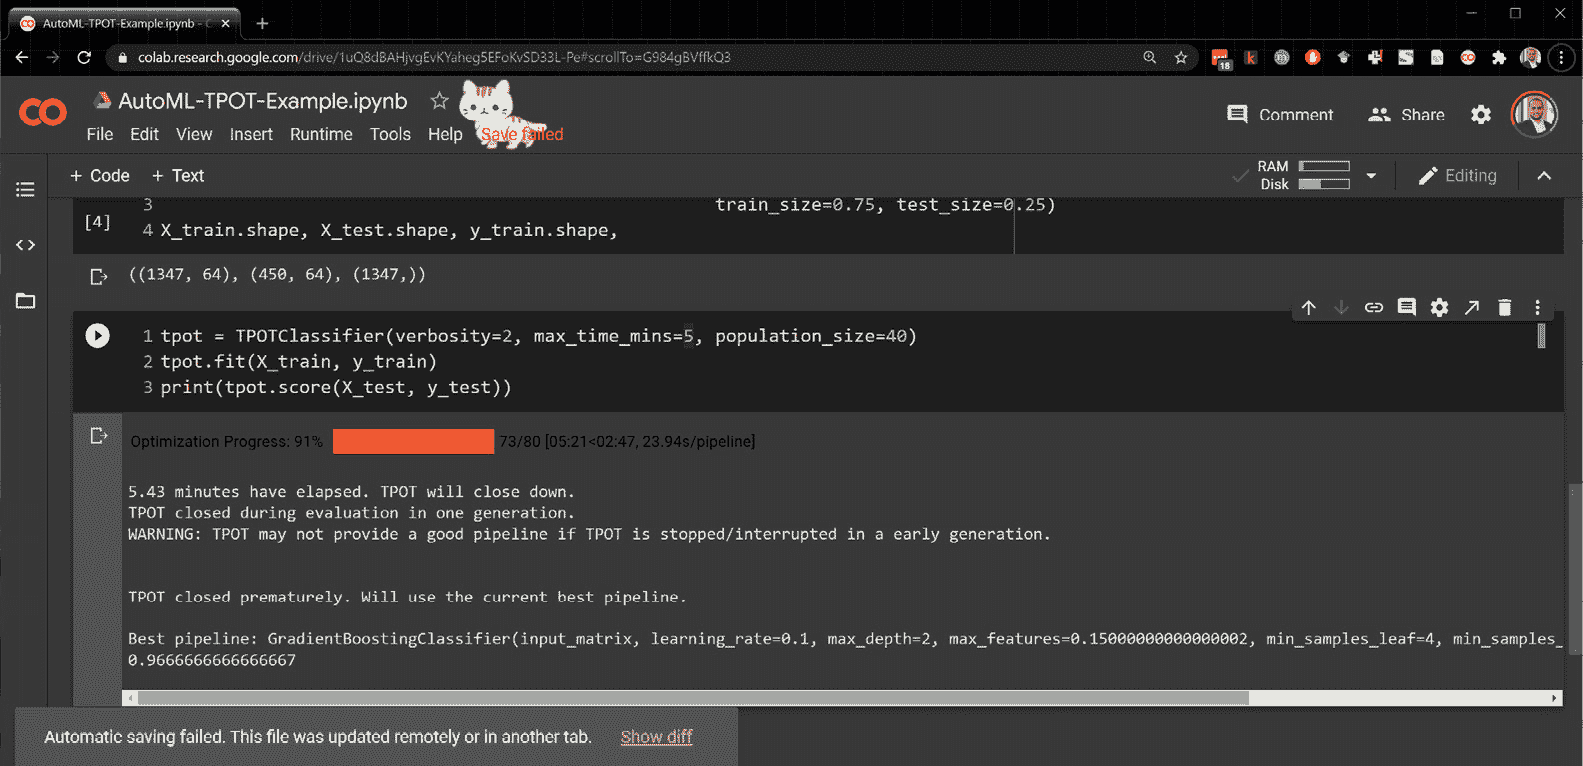 AutoML-TPOT-Example.ipynb - C
colab.research.google.com/drive/1uQ8dBAHjvgEvKYaheg5EFoKvSD33L-Pe#scrollTo=G984gBVffkQ3
18
AutoML-TPOT-Example.ipynb
File Edit View Insert Runtime Tools Help Save failed
Comment Share
+ Code + Text
RAM
Disk
Editing
3 train_size=0.75, test_size=0.25)
[4]
4 X_train.shape, X_test.shape, y_train.shape,
((1347, 64), (450, 64), (1347,))
1 tpot = TPOTClassifier(verbosity=2, max_time_mins=5, population_size=40)
2 tpot.fit(X_train, y_train)
3 print(tpot.score(X_test, y_test))
Optimization Progress: 91% 73/80 [05:21<02:47, 23.94s/pipeline]
5.43 minutes have elapsed. TPOT will close down.
TPOT closed during evaluation in one generation.
WARNING: TPOT may not provide a good pipeline if TPOT is stopped/interrupted in a early generation.
TPOT closed prematurely. Will use the current best pipeline.
Best pipeline: GradientBoostingClassifier(input_matrix, learning_rate=0.1, max_depth=2, max_features=0.15000000000000002, min_samples_leaf=4, min_samples_
0.9666666666666667
Automatic saving failed. This file was updated remotely or in another tab. Show diff